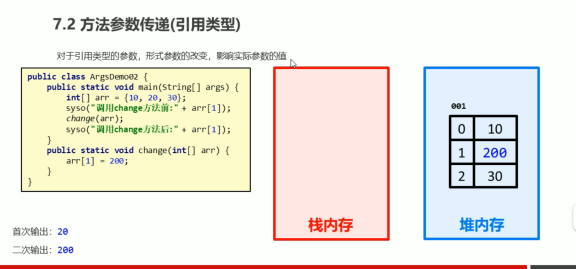 7.2 方法参数传递(引用类型)
对于引用类型的参数，形式参数的改变，影响实际参数的值
public class ArgsDemo02 {
public static void main(String[] args) {
int[] arr = {10, 20, 30};
syso("调用change方法前:" + arr[1]);
change(arr);
syso("调用change方法后:" + arr[1]);
}
public static void change(int[] arr) {
arr[1] = 200;
}
}
首次输出：20
二次输出：200
栈内存
001
0 10
1 200
2 30
堆内存